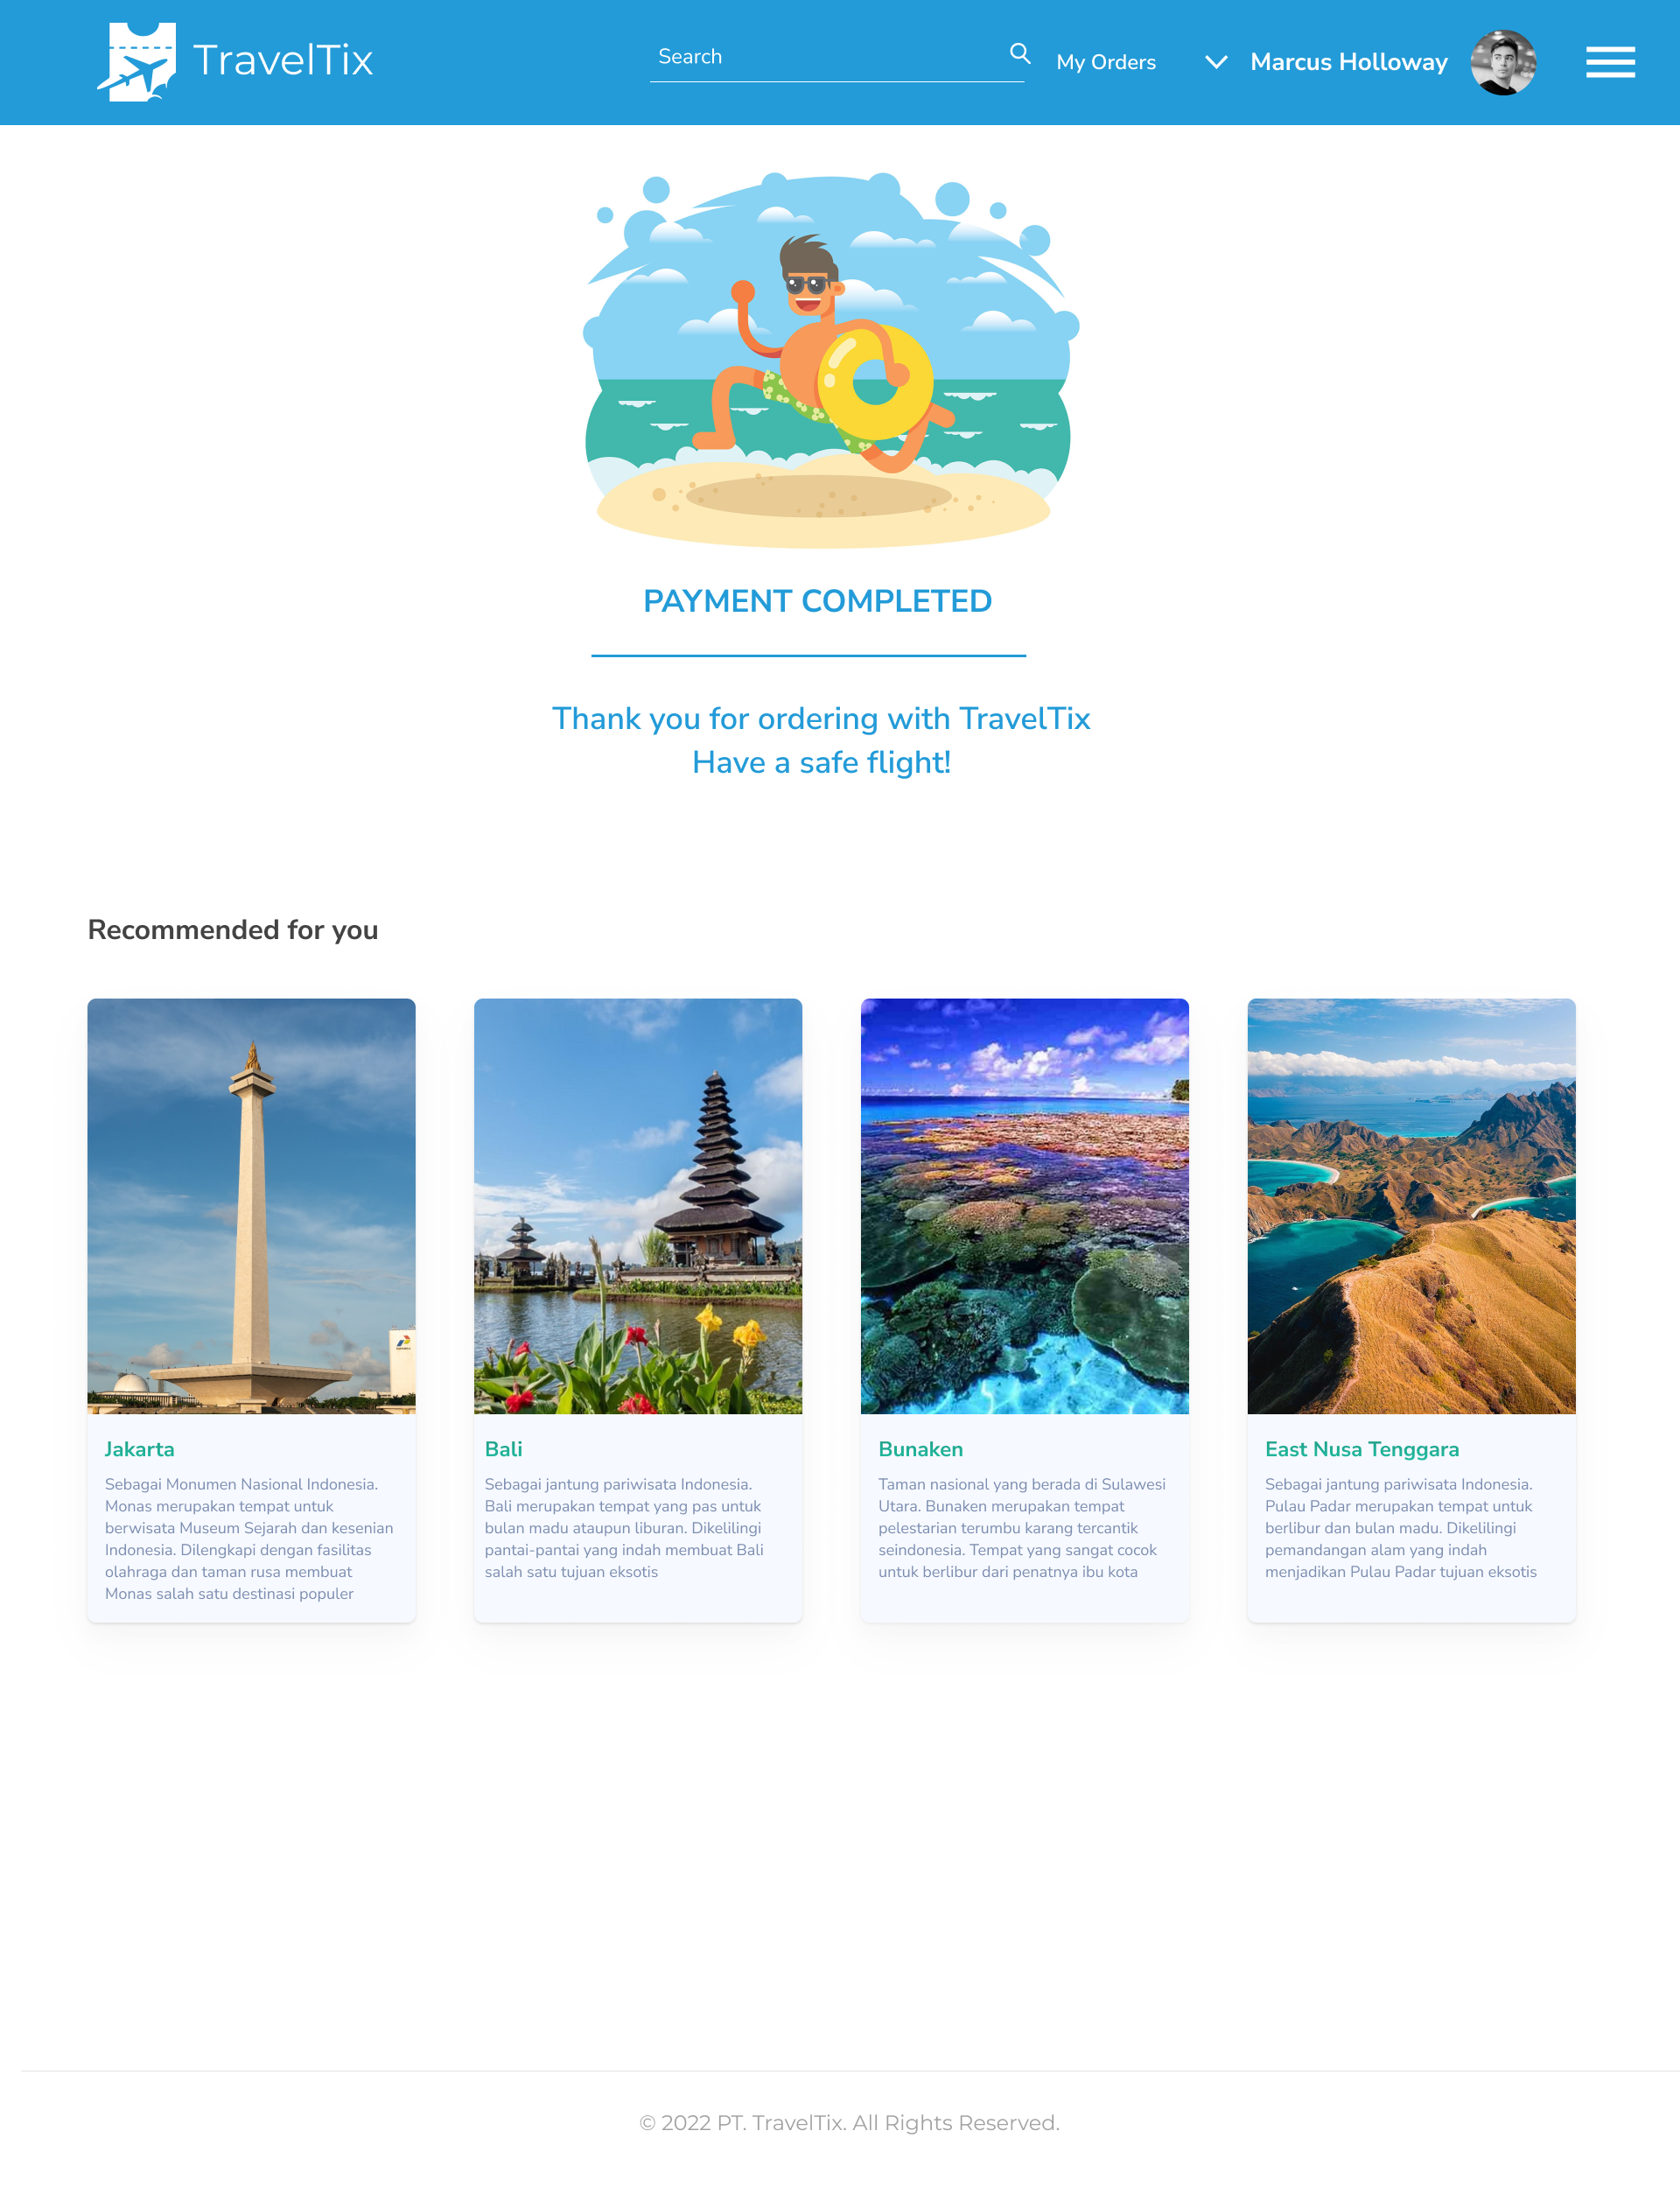 TravelTix
Search
My Orders
Marcus Holloway
PAYMENT COMPLETED
Thank you for ordering with TravelTix
Have a safe flight!
Recommended for you
Jakarta
Sebagai Monumen Nasional Indonesia.
Monas merupakan tempat untuk
berwisata Museum Sejarah dan kesenian
Indonesia. Dilengkapi dengan fasilitas
olahraga dan taman rusa membuat
Monas salah satu destinasi populer
Bali
Sebagai jantung pariwisata Indonesia.
Bali merupakan tempat yang pas untuk
bulan madu ataupun liburan. Dikelilingi
pantai-pantai yang indah membuat Bali
salah satu tujuan eksotis
Bunaken
Taman nasional yang berada di Sulawesi
Utara. Bunaken merupakan tempat
pelestarian terumbu karang tercantik
seindonesia. Tempat yang sangat cocok
untuk berlibur dari penatnya ibu kota
East Nusa Tenggara
Sebagai jantung pariwisata Indonesia.
Pulau Padar merupakan tempat untuk
berlibur dan bulan madu. Dikelilingi
pemandangan alam yang indah
menjadikan Pulau Padar tujuan eksotis
© 2022 PT. TravelTix. All Rights Reserved.